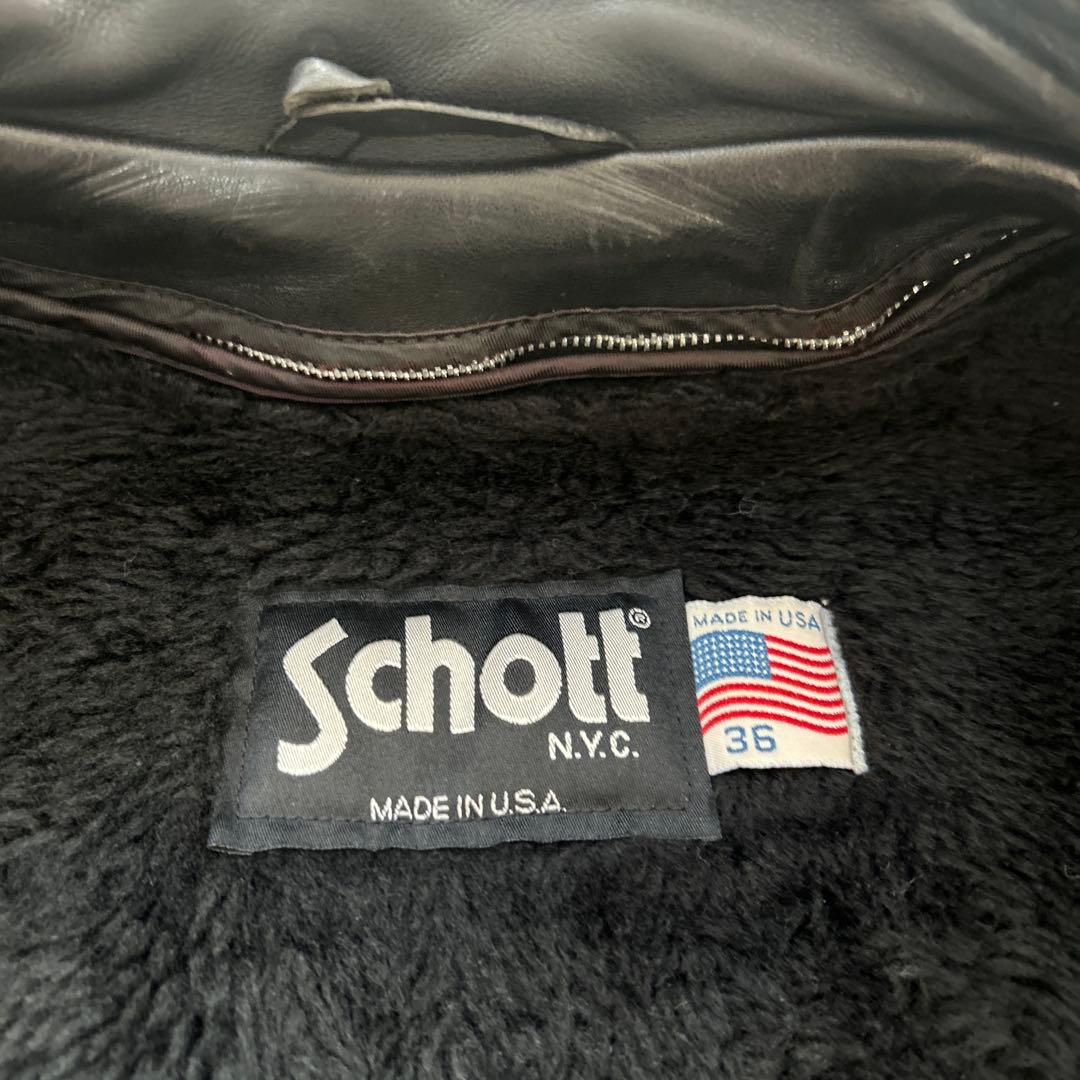 Schott®
N.Y.C.
MADE IN U.S.A.
MADE IN USA
36